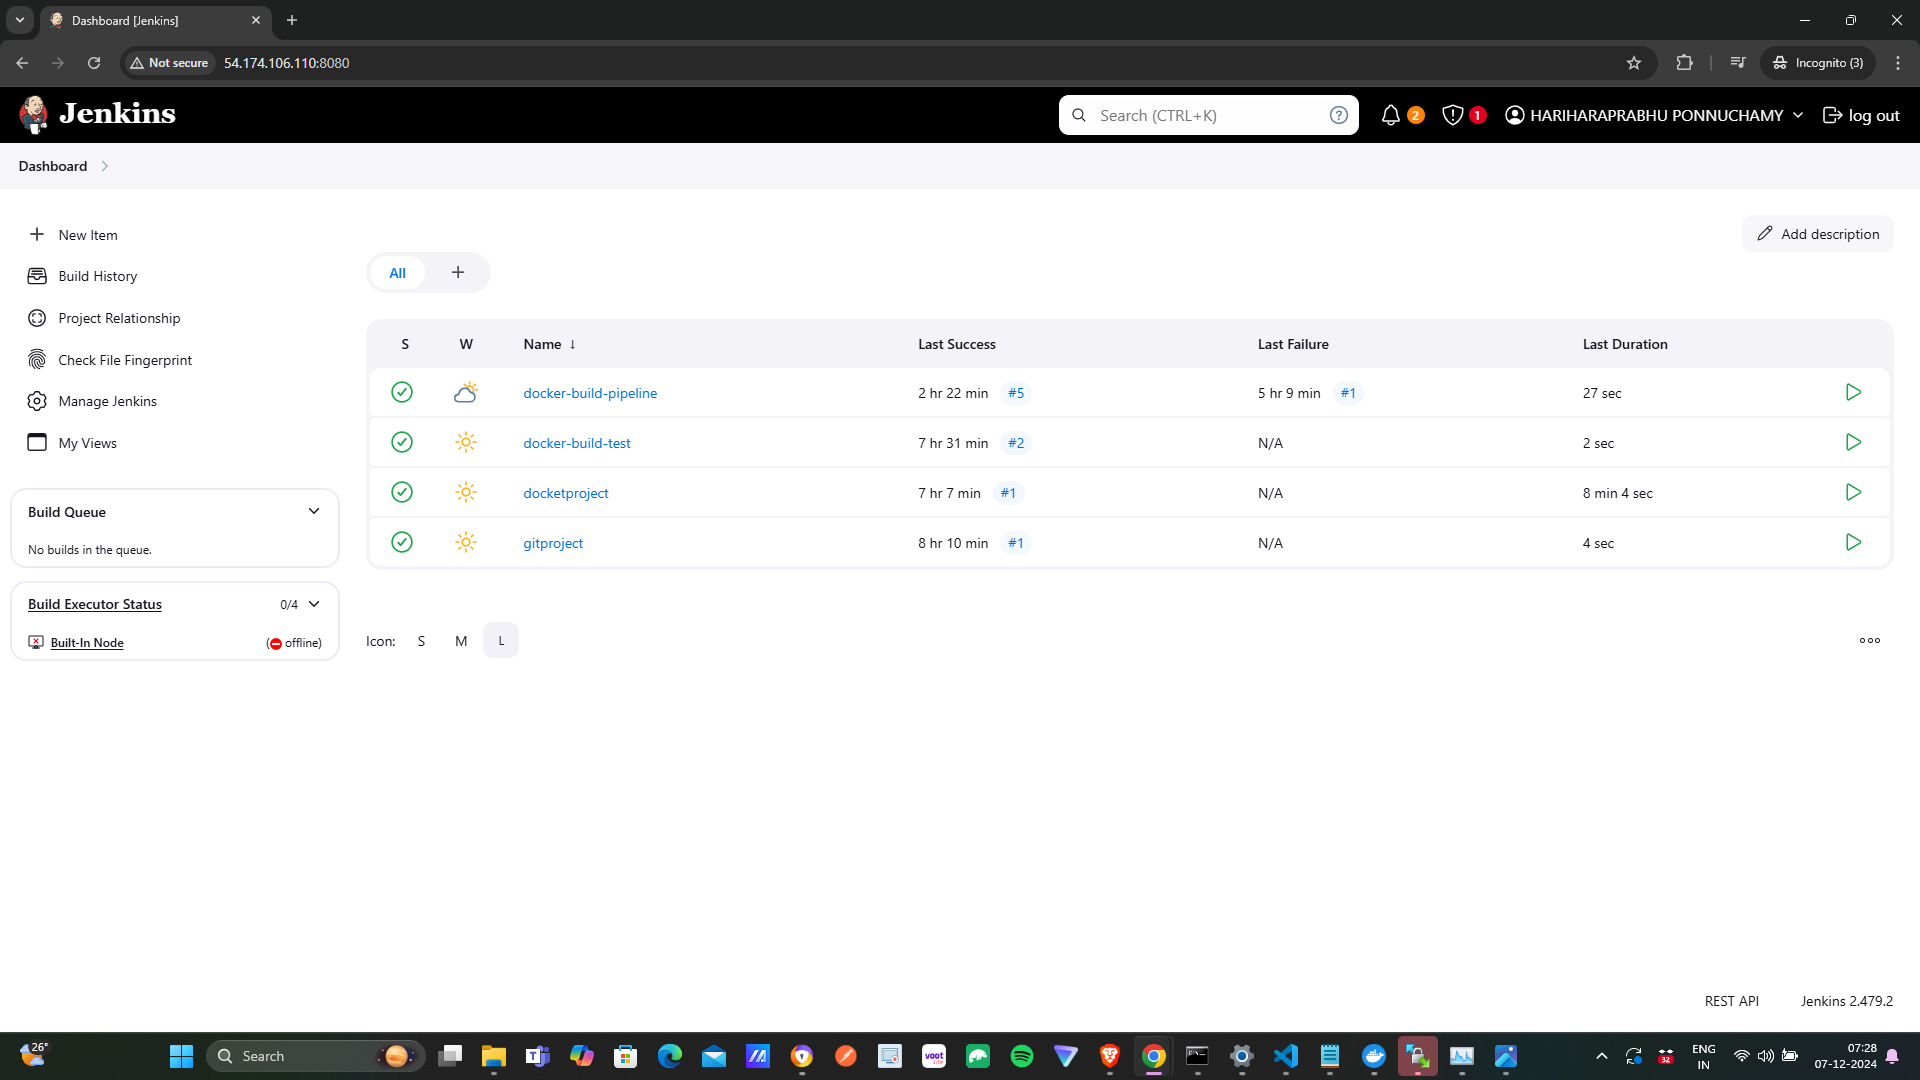 Dashboard [Jenkins]
Not secure 54.174.106.110:8080 Incognito (3)
Jenkins Search (CTRL+K) ? 2 1 HARIHARAPRABHU PONNUCHAMY log out
Dashboard
New Item
Build History
Project Relationship
Check File Fingerprint
Manage Jenkins
My Views
Build Queue
No builds in the queue.
Build Executor Status 0/4
Built-In Node (offline)
Add description
All +
S W Name ↓ Last Success Last Failure Last Duration
docker-build-pipeline 2 hr 22 min #5 5 hr 9 min #1 27 sec
docker-build-test 7 hr 31 min #2 N/A 2 sec
docketproject 7 hr 7 min #1 N/A 8 min 4 sec
gitproject 8 hr 10 min #1 N/A 4 sec
Icon: S M L
REST API Jenkins 2.479.2
26° Search voot 32 ENG IN 07:28
07-12-2024